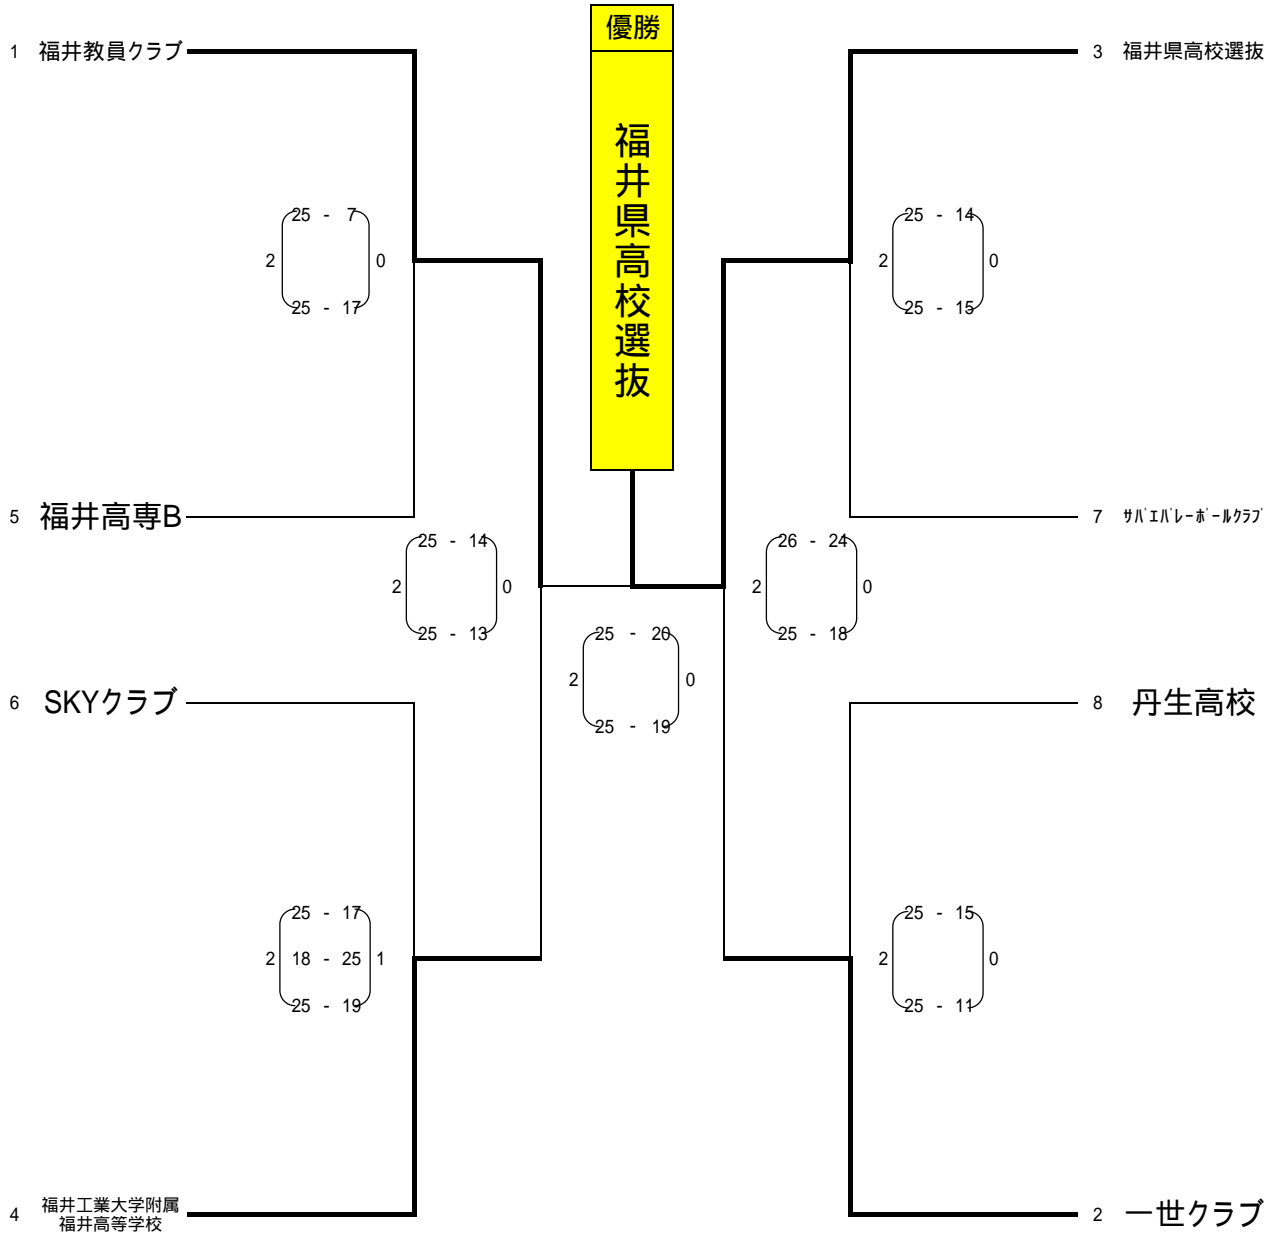 優勝
福井県高校選抜
1 福井教員クラブ
3 福井県高校選抜
25 - 7
2 0
25 - 17
25 - 14
2 0
25 - 15
5 福井高専B
7 ｻﾊﾞｴﾊﾞﾚｰﾎﾞｰﾙｸﾗﾌﾞ
25 - 14
2 0
25 - 13
26 - 24
2 0
25 - 18
25 - 20
2 0
25 - 19
6 SKYクラブ
8 丹生高校
25 - 17
2 18 - 25 1
25 - 19
25 - 15
2 0
25 - 11
4 福井工業大学附属
福井高等学校
2 一世クラブ